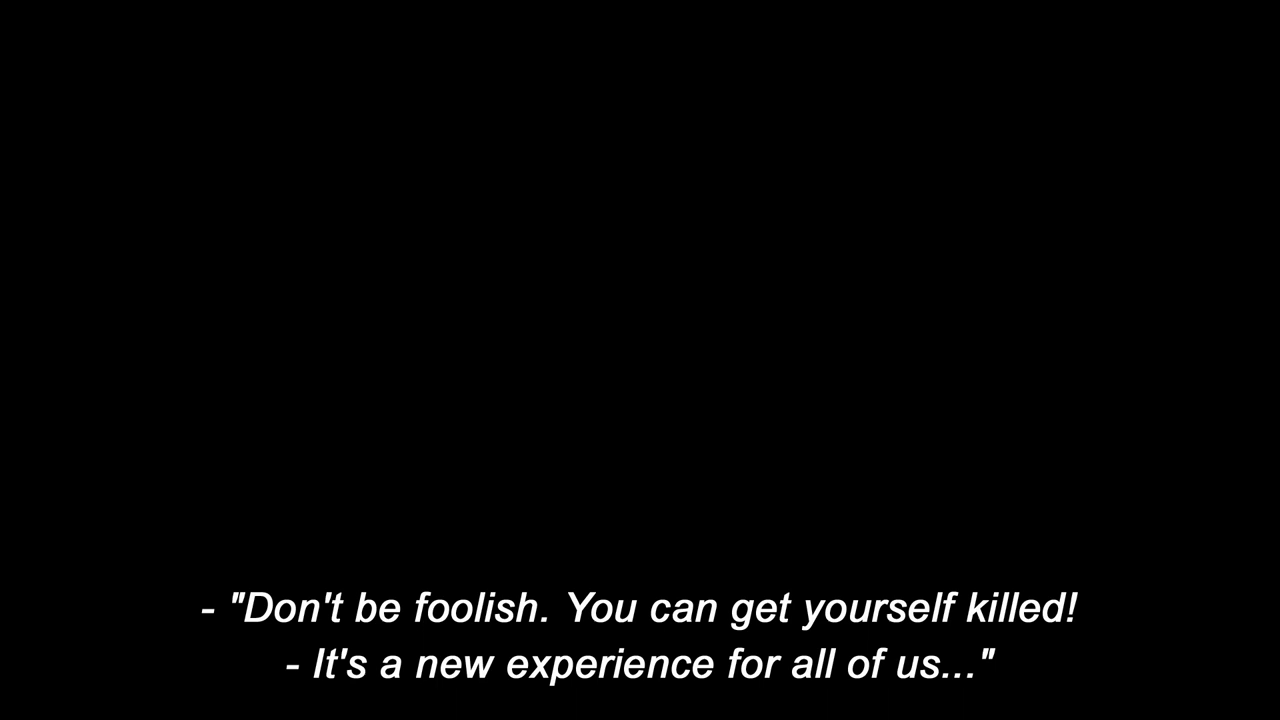 - "Don't be foolish. You can get yourself killed!
- It's a new experience for all of us..."